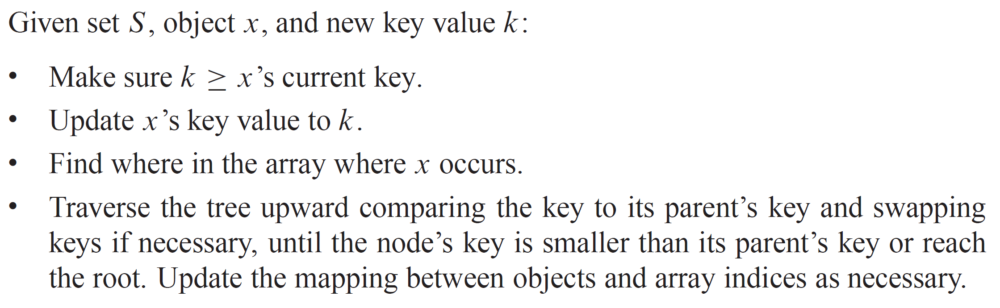 Given set S, object x, and new key value k:
• Make sure k ≥ x’s current key.
• Update x’s key value to k.
• Find where in the array where x occurs.
• Traverse the tree upward comparing the key to its parent’s key and swapping
keys if necessary, until the node’s key is smaller than its parent’s key or reach
the root. Update the mapping between objects and array indices as necessary.